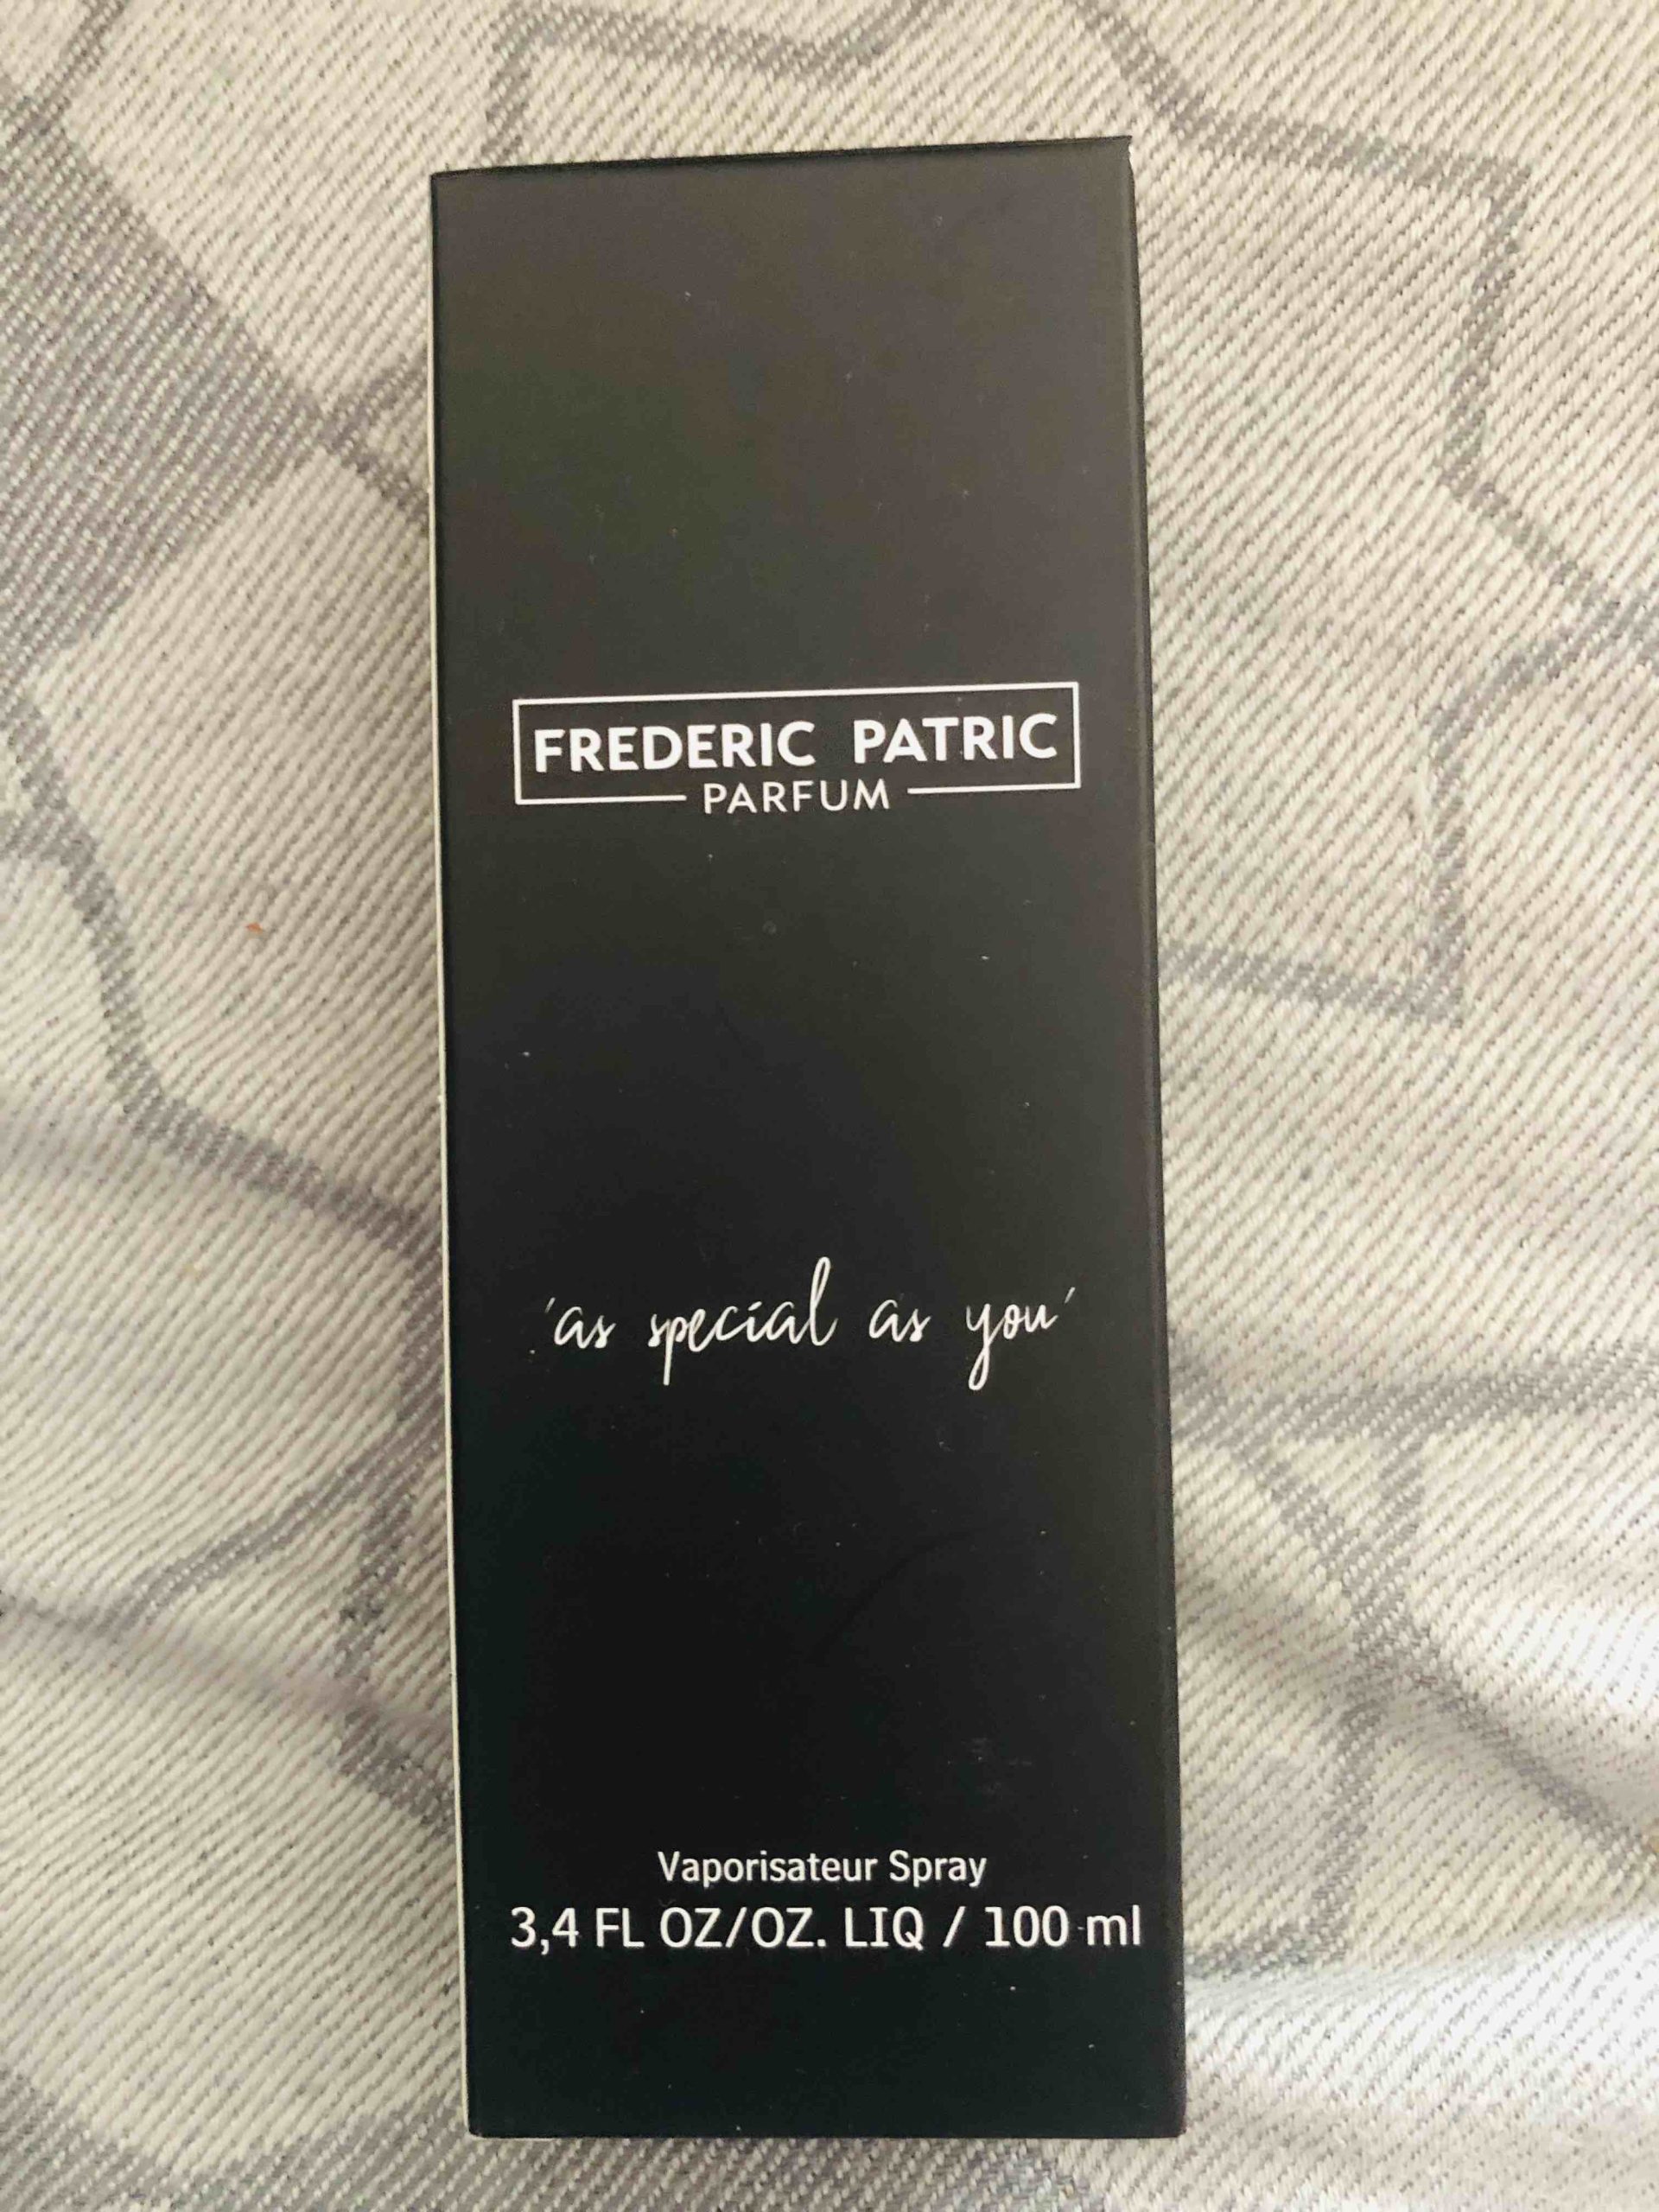 FREDERIC PATRIC
PARFUM
'as special as you'
Vaporisateur Spray
3,4 FL OZ/OZ. LIQ / 100 ml